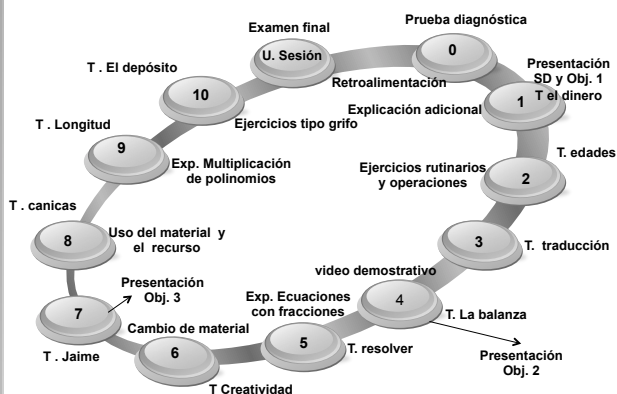 Prueba diagnóstica
Examen final
0
U. Sesión
Presentación
SD y Obj. 1
T . El depósito
Retroalimentación
10
T el dinero
1
Explicación adicional
T . Longitud
Ejercicios tipo grifo
9
T. edades
Exp. Multiplicación
de polinomios
Ejercicios rutinarios
y operaciones
2
T . canicas
8
Uso del material y
el recurso
3
T. traducción
video demostrativo
Presentación
Obj. 3
Exp. Ecuaciones
con fracciones
4
7
T. La balanza
Cambio de material
5
6
T. resolver
T . Jaime
Presentación
Obj. 2
T Creatividad